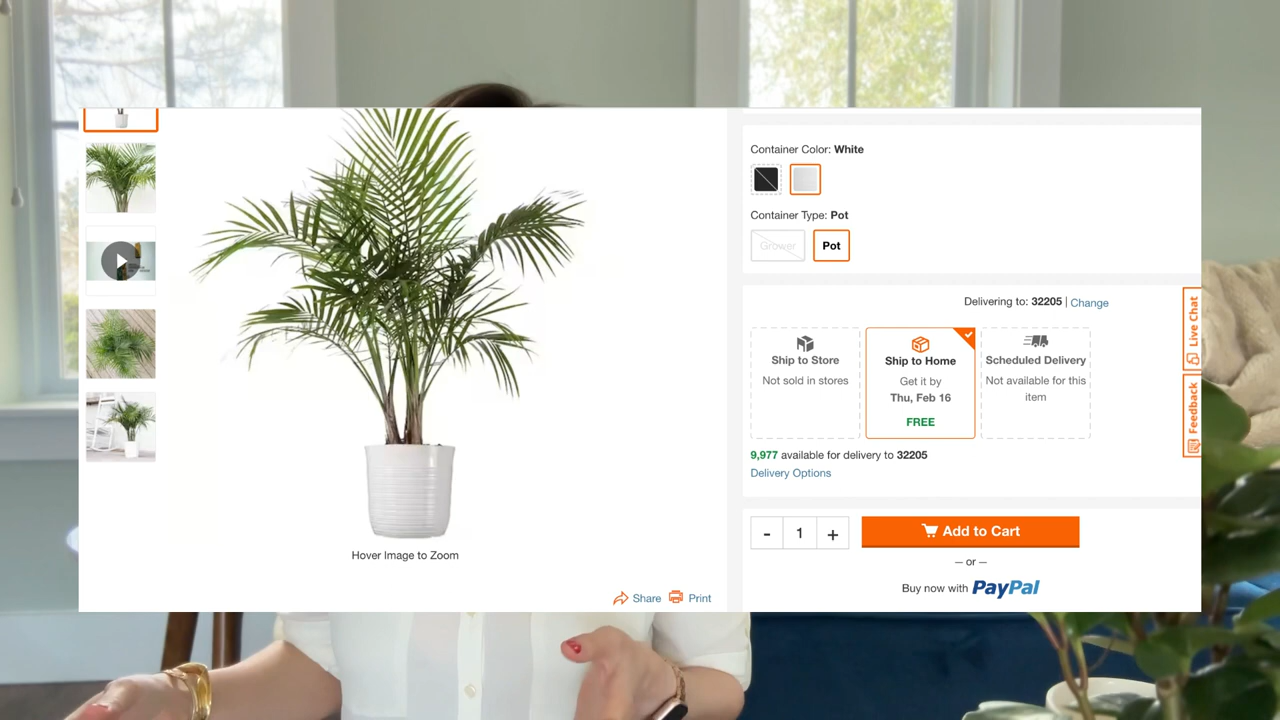 Container Color: White
Container Type: Pot
Grower
Pot
Delivering to: 32205 | Change
Ship to Store
Not sold in stores
Ship to Home
Get it by
Thu, Feb 16
FREE
Scheduled Delivery
Not available for this
item
9,977 available for delivery to 32205
Delivery Options
- 1 +
Add to Cart
— or —
Buy now with PayPal
Hover Image to Zoom
Share Print
Live Chat
Feedback